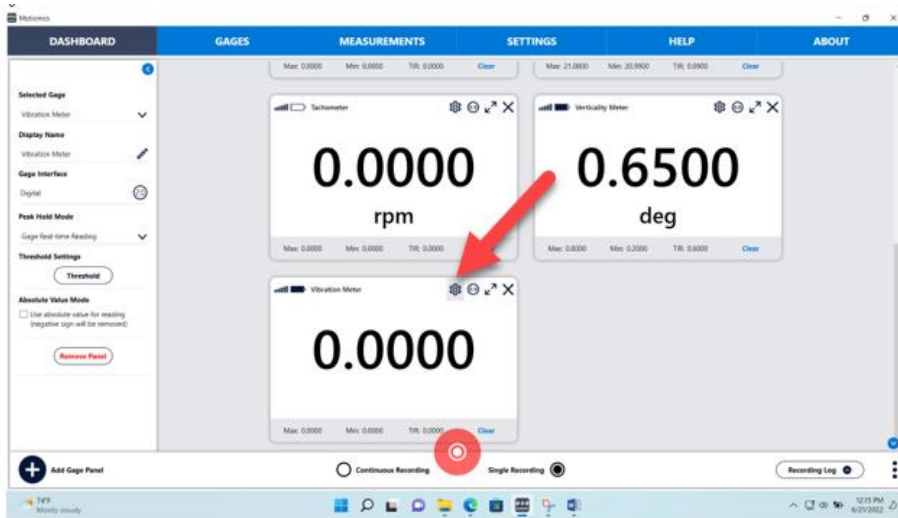 Motionics
DASHBOARD GAGES MEASUREMENTS SETTINGS HELP ABOUT
Selected Gage
Vibration Meter
Display Name
Vibration Meter
Gage Interface
Digital
Peak Hold Mode
Gage Real-time Reading
Threshold Settings
Threshold
Absolute Value Mode
Use absolute value for reading
(negative sign will be removed)
Remove Panel
Max: 0.0000 Min: 0.0000 TIR: 0.0000 Clear
Max: 21.0800 Min: 20.9900 TIR: 0.0900 Clear
Tachometer
0.0000
rpm
Max: 0.0000 Min: 0.0000 TIR: 0.0000
Verticality Meter
0.6500
deg
Max: 0.8000 Min: 0.2000 TIR: 0.6000 Clear
Vibration Meter
0.0000
Max: 0.0000 Min: 0.0000 TIR: 0.0000 Clear
Add Gage Panel Continuous Recording Single Recording Recording Log
74°F
Mostly cloudy
12:15 PM
6/21/2022